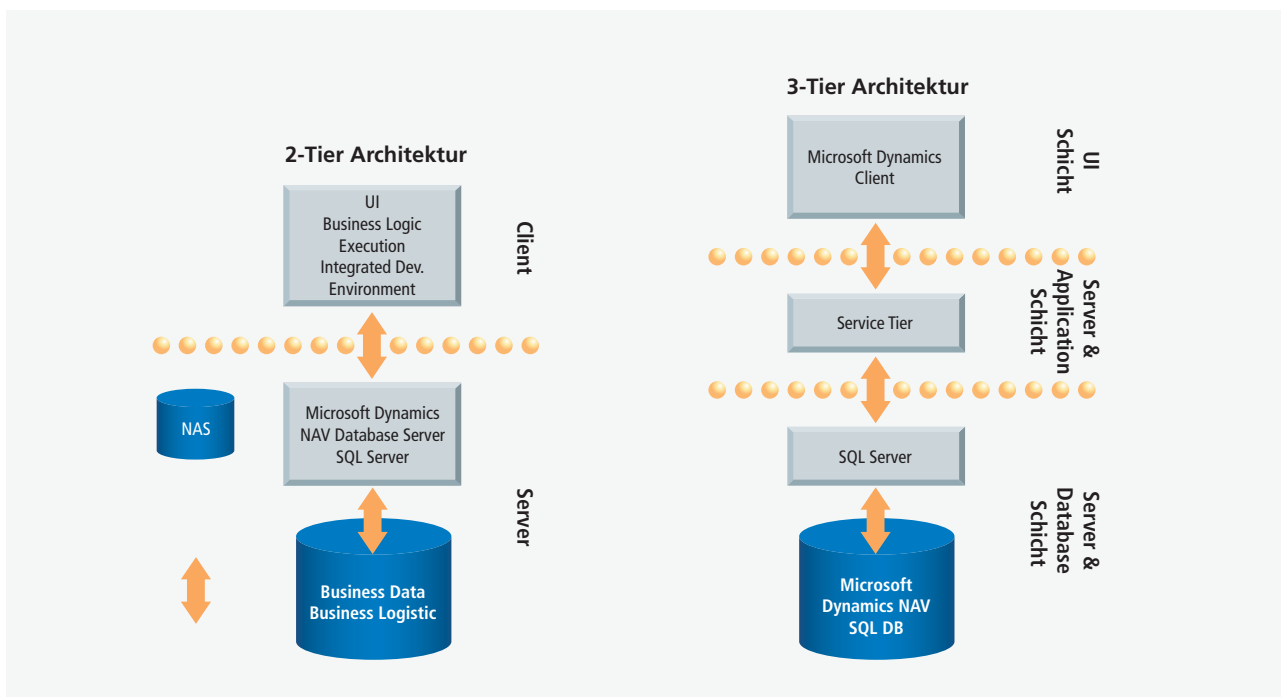 2-Tier Architektur
UI
Business Logic
Execution
Integrated Dev.
Environment
Client
NAS
Microsoft Dynamics
NAV Database Server
SQL Server
Server
Business Data
Business Logistic
3-Tier Architektur
Microsoft Dynamics
Client
UI
Schicht
Service Tier
Server &
Application
Schicht
SQL Server
Server &
Database
Schicht
Microsoft
Dynamics NAV
SQL DB